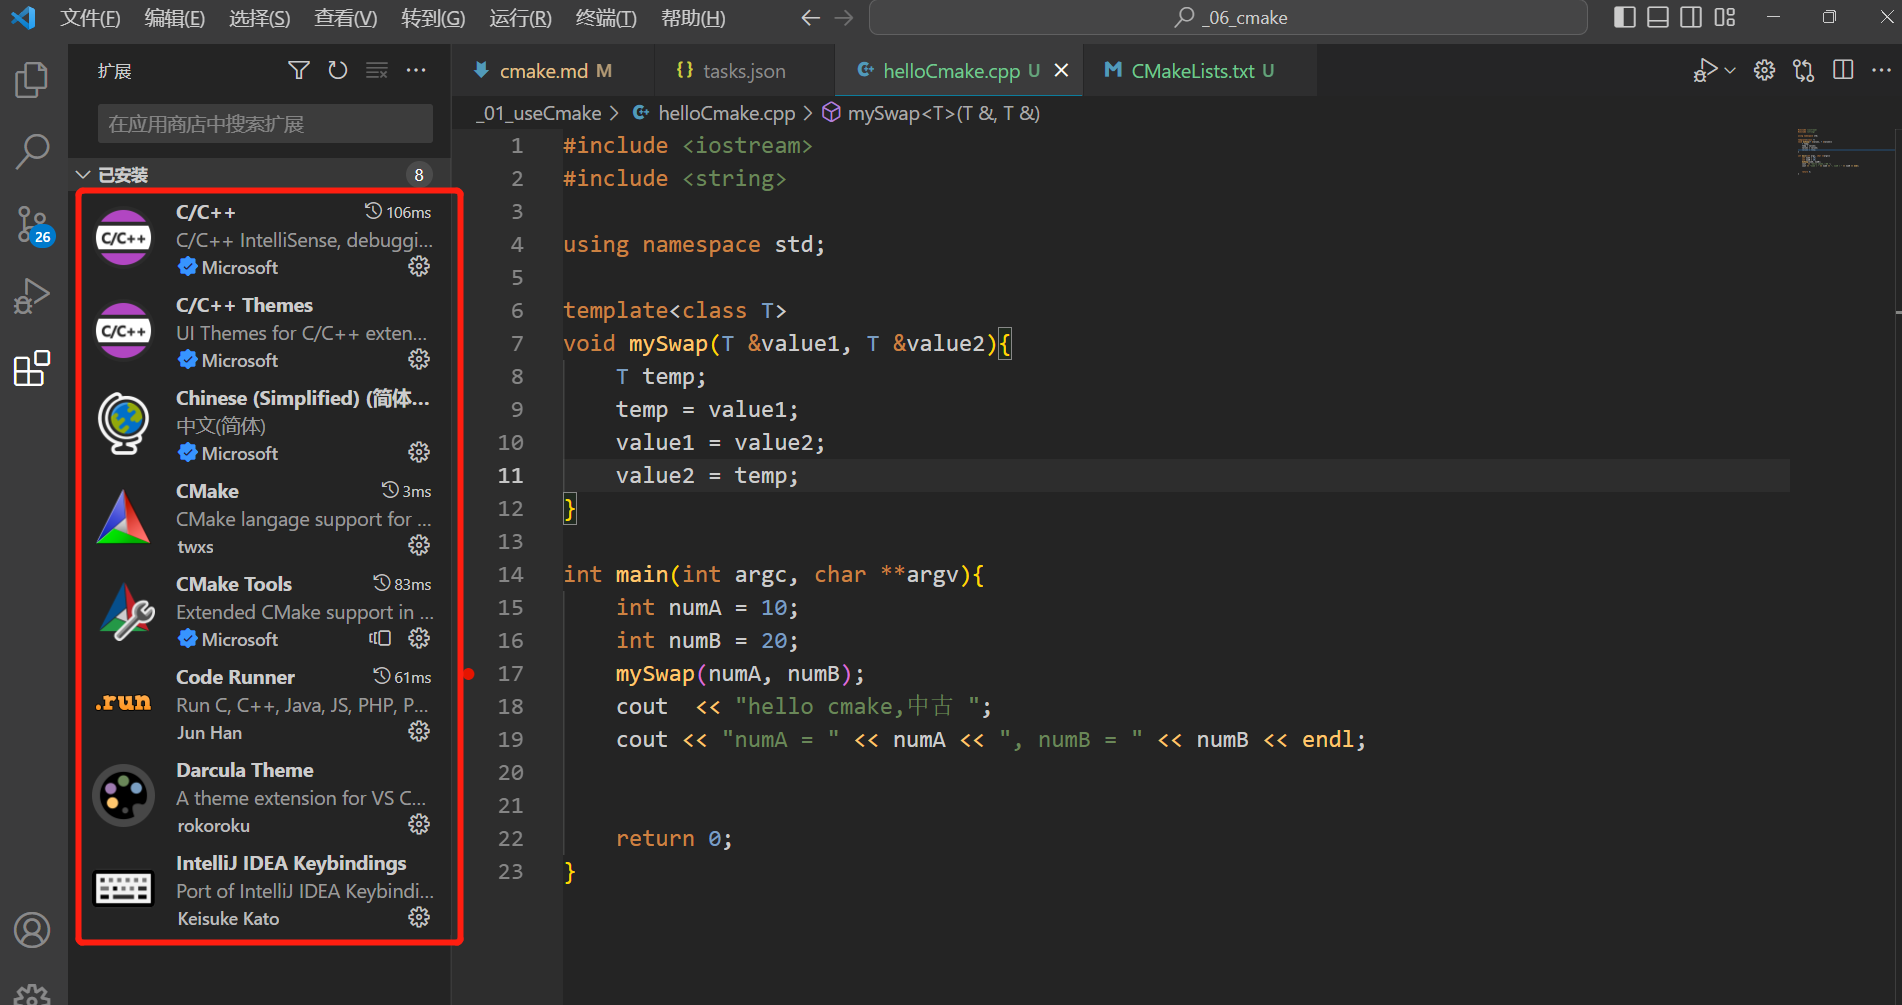 文件(F) 编辑(E) 选择(S) 查看(V) 转到(G) 运行(R) 终端(T) 帮助(H) _06_cmake
扩展
在应用商店中搜索扩展
已安装 8
26
C/C++ 106ms
C/C++ IntelliSense, debuggi...
Microsoft
C/C++ Themes
UI Themes for C/C++ exten...
Microsoft
Chinese (Simplified) (简体...
中文(简体)
Microsoft
CMake 3ms
CMake langage support for ...
twxs
CMake Tools 83ms
Extended CMake support in ...
Microsoft
Code Runner 61ms
Run C, C++, Java, JS, PHP, P...
Jun Han
Darcula Theme
A theme extension for VS C...
rokoroku
IntelliJ IDEA Keybindings
Port of IntelliJ IDEA Keybindi...
Keisuke Kato
C/C++
C/C++
.run
cmake.md M {} tasks.json helloCmake.cpp U CMakeLists.txt U
_01_useCmake > helloCmake.cpp > mySwap<T>(T &, T &)
1 #include <iostream>
2 #include <string>
3
4 using namespace std;
5
6 template<class T>
7 void mySwap(T &value1, T &value2){
8 T temp;
9 temp = value1;
10 value1 = value2;
11 value2 = temp;
12 }
13
14 int main(int argc, char **argv){
15 int numA = 10;
16 int numB = 20;
17 mySwap(numA, numB);
18 cout  << "hello cmake,中古 ";
19 cout << "numA = " << numA << ", numB = " << numB << endl;
20
21
22 return 0;
23 }